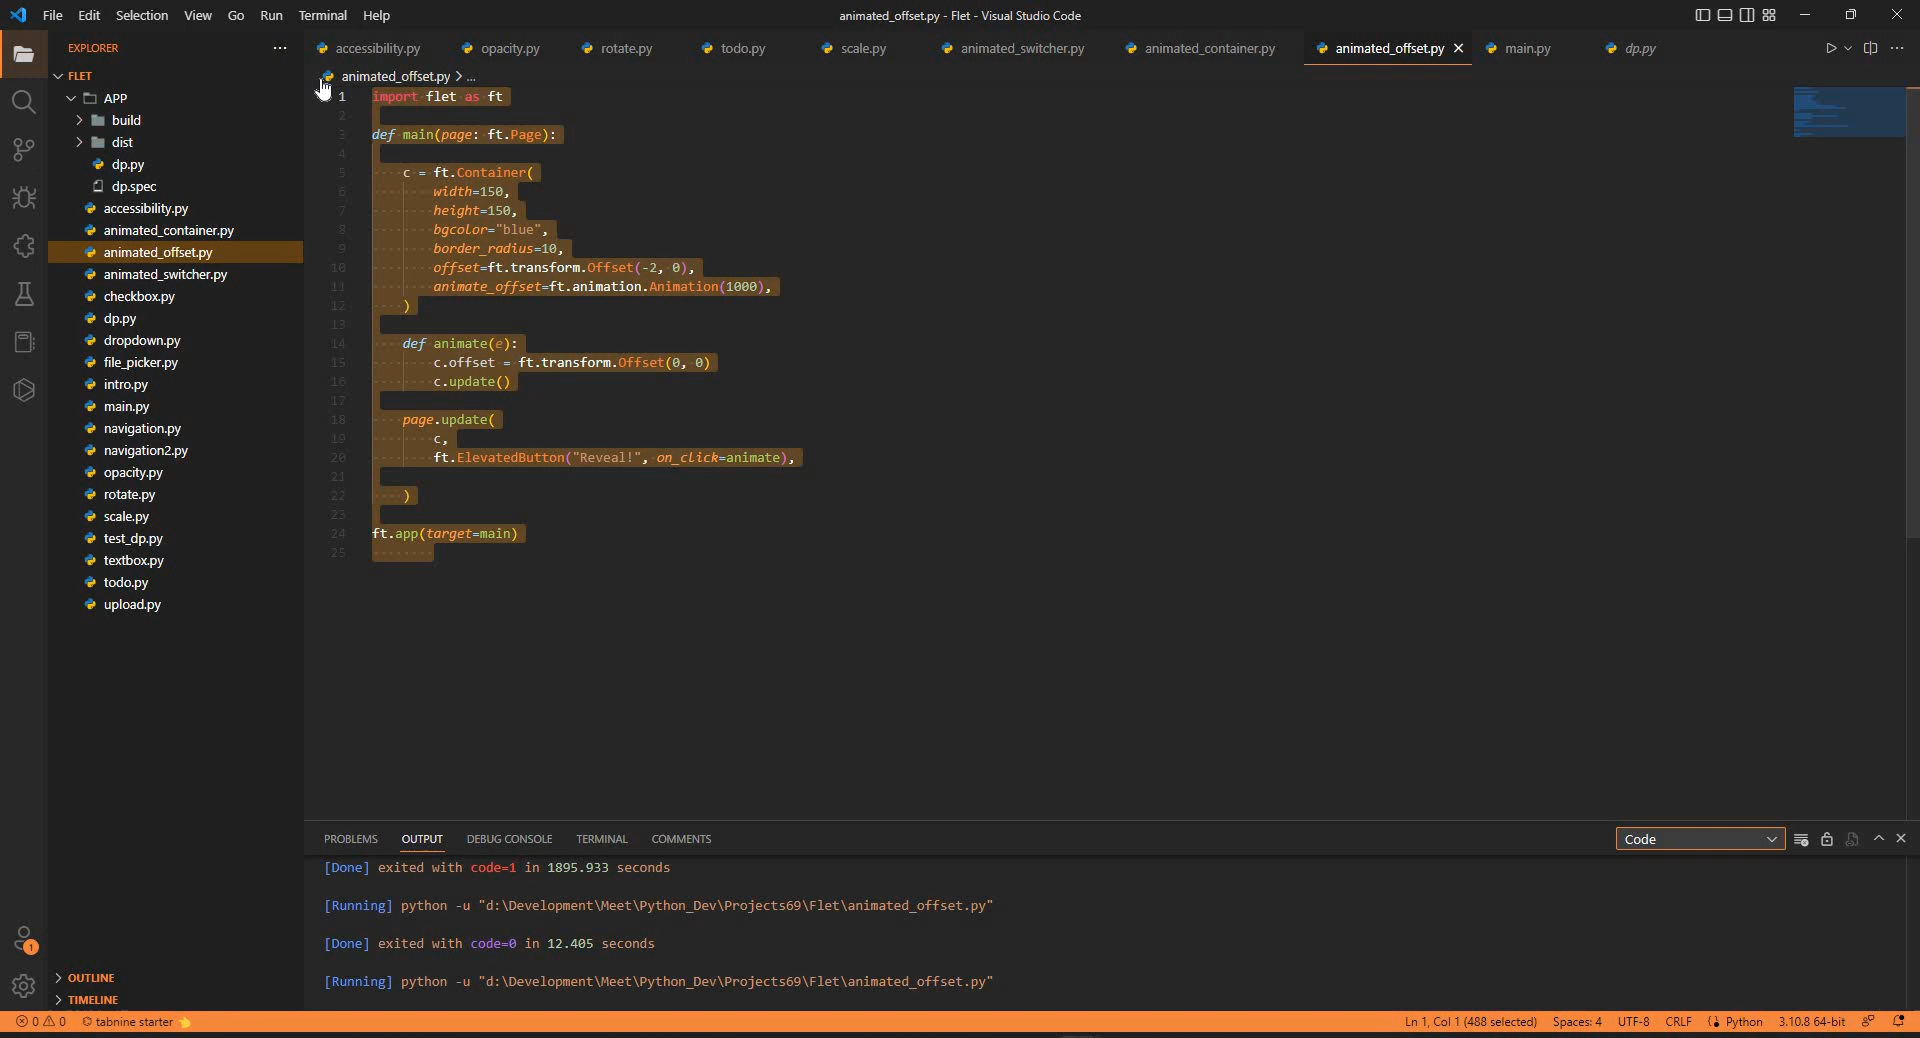 File Edit Selection View Go Run Terminal Help
animated_offset.py - Flet - Visual Studio Code
EXPLORER
accessibility.py opacity.py rotate.py todo.py scale.py animated_switcher.py animated_container.py animated_offset.py main.py dp.py
FLET
APP
build
dist
dp.py
dp.spec
accessibility.py
animated_container.py
animated_offset.py
animated_switcher.py
checkbox.py
dp.py
dropdown.py
file_picker.py
intro.py
main.py
navigation.py
navigation2.py
opacity.py
rotate.py
scale.py
test_dp.py
textbox.py
todo.py
upload.py
OUTLINE
TIMELINE
animated_offset.py > ...
1 import flet as ft
2
3 def main(page: ft.Page):
4
5 c = ft.Container(
6 width=150,
7 height=150,
8 bgcolor="blue",
9 border_radius=10,
10 offset=ft.transform.Offset(-2, 0),
11 animate_offset=ft.animation.Animation(1000),
12 )
13
14 def animate(e):
15 c.offset = ft.transform.Offset(0, 0)
16 c.update()
17
18 page.update(
19 c,
20 ft.ElevatedButton("Reveal!", on_click=animate),
21
22 )
23
24 ft.app(target=main)
25
PROBLEMS OUTPUT DEBUG CONSOLE TERMINAL COMMENTS
Code
[Done] exited with code=1 in 1895.933 seconds
[Running] python -u "d:\Development\Meet\Python_Dev\Projects69\Flet\animated_offset.py"
[Done] exited with code=0 in 12.405 seconds
[Running] python -u "d:\Development\Meet\Python_Dev\Projects69\Flet\animated_offset.py"
1
0 0 tabnine starter
Ln 1, Col 1 (488 selected) Spaces: 4 UTF-8 CRLF Python 3.10.8 64-bit